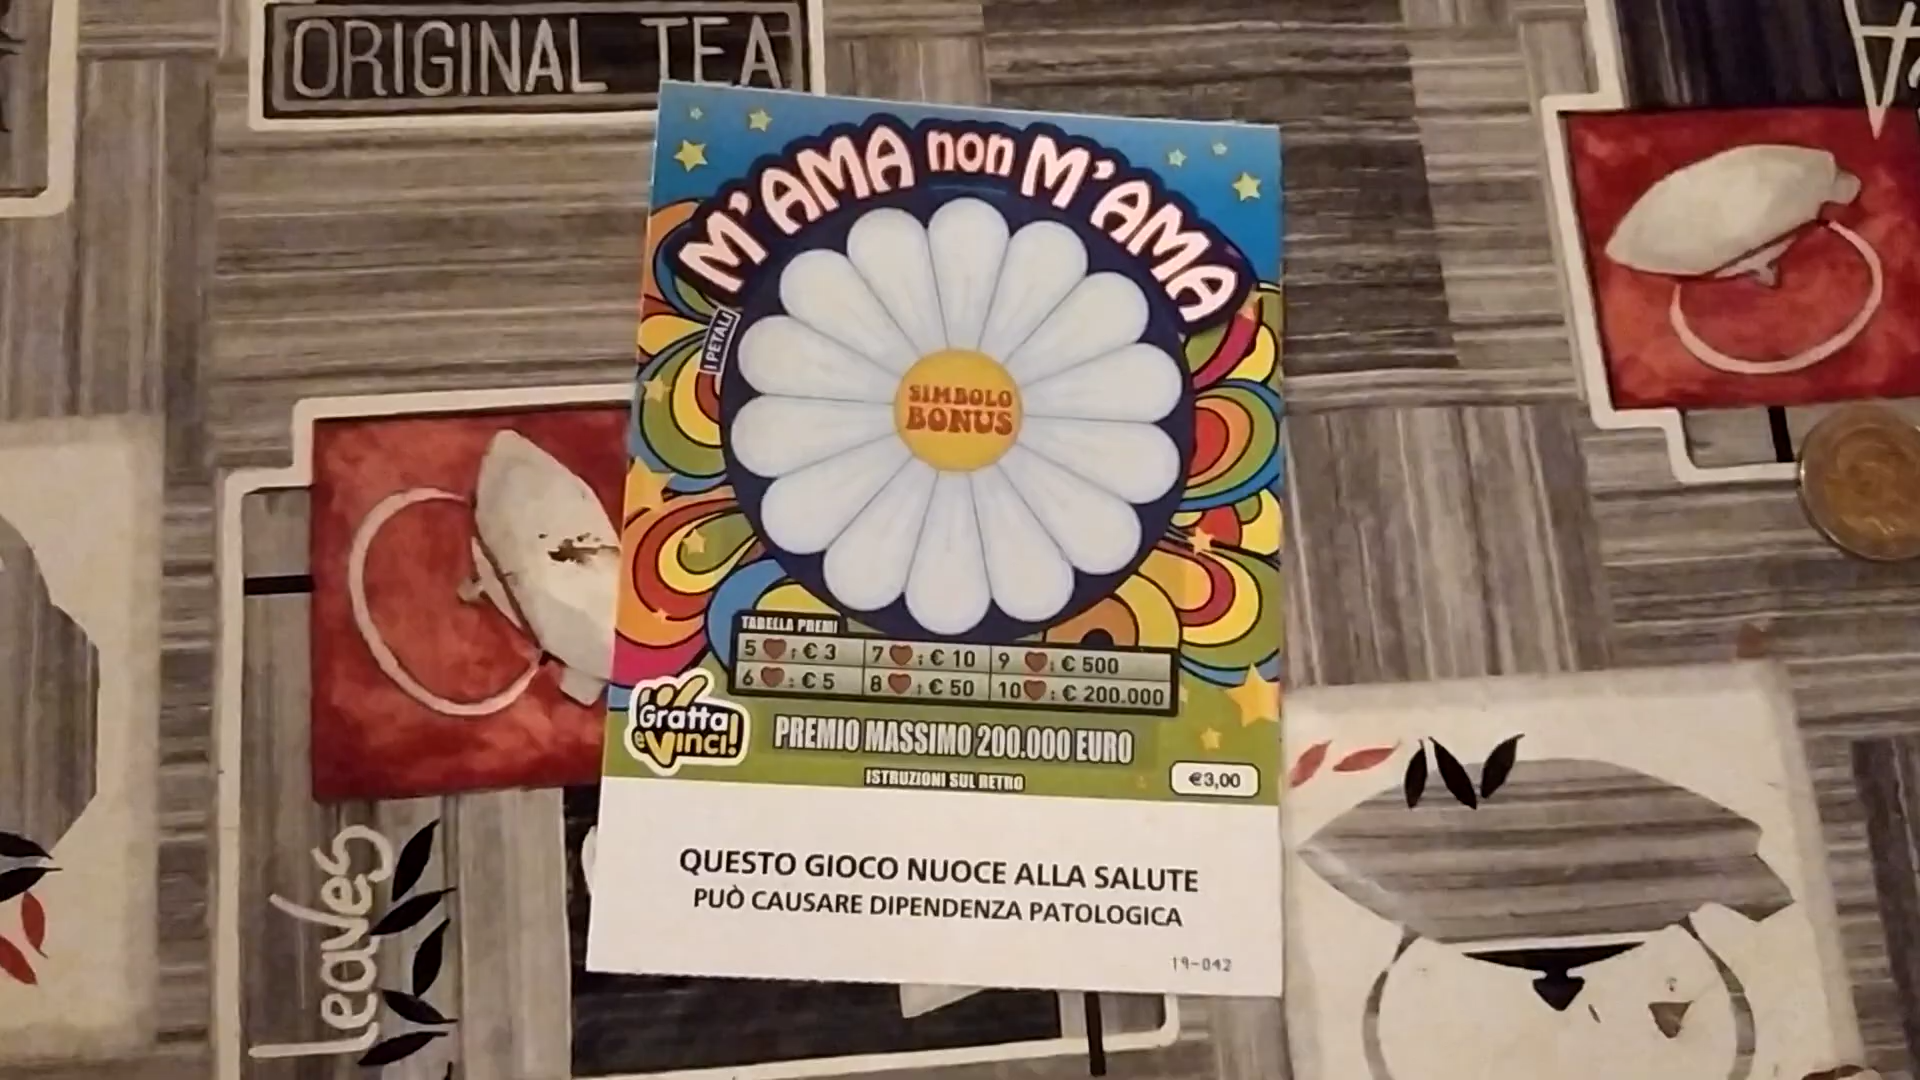 ORIGINAL TEA
M'AMA non M'AMA
I PETALI
SIMBOLO
BONUS
TABELLA PREMI
5 : € 3 7 : € 10 9 : € 500
6 : € 5 8 : € 50 10 : € 200.000
Gratta
e Vinci!
PREMIO MASSIMO 200.000 EURO
ISTRUZIONI SUL RETRO
€3,00
QUESTO GIOCO NUOCE ALLA SALUTE
PUÒ CAUSARE DIPENDENZA PATOLOGICA
19-042
Leaves